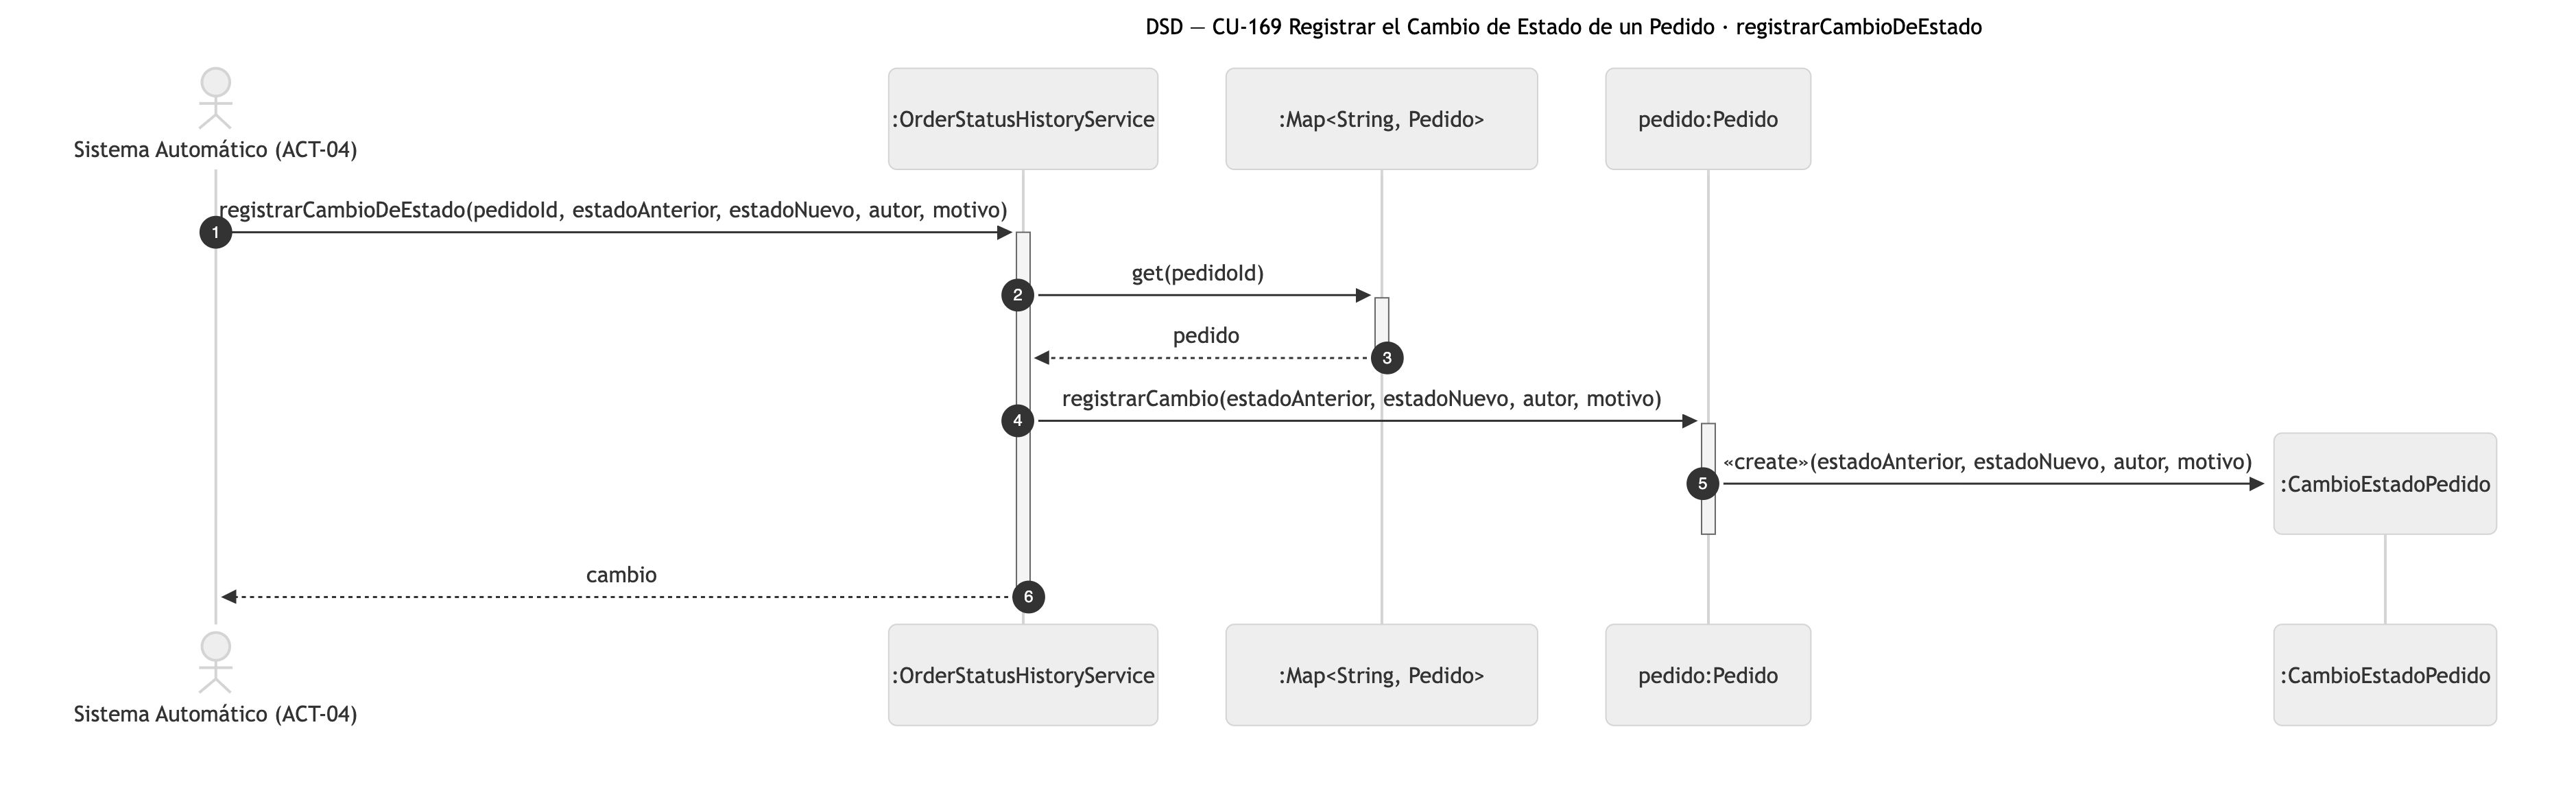 DSD — CU-169 Registrar el Cambio de Estado de un Pedido · registrarCambioDeEstado
Sistema Automático (ACT-04)
:OrderStatusHistoryService
:Map<String, Pedido>
pedido:Pedido
registrarCambioDeEstado(pedidoId, estadoAnterior, estadoNuevo, autor, motivo)
1
get(pedidoId)
2
pedido
3
registrarCambio(estadoAnterior, estadoNuevo, autor, motivo)
4
«create»(estadoAnterior, estadoNuevo, autor, motivo)
5
:CambioEstadoPedido
cambio
6
Sistema Automático (ACT-04)
:OrderStatusHistoryService
:Map<String, Pedido>
pedido:Pedido
:CambioEstadoPedido